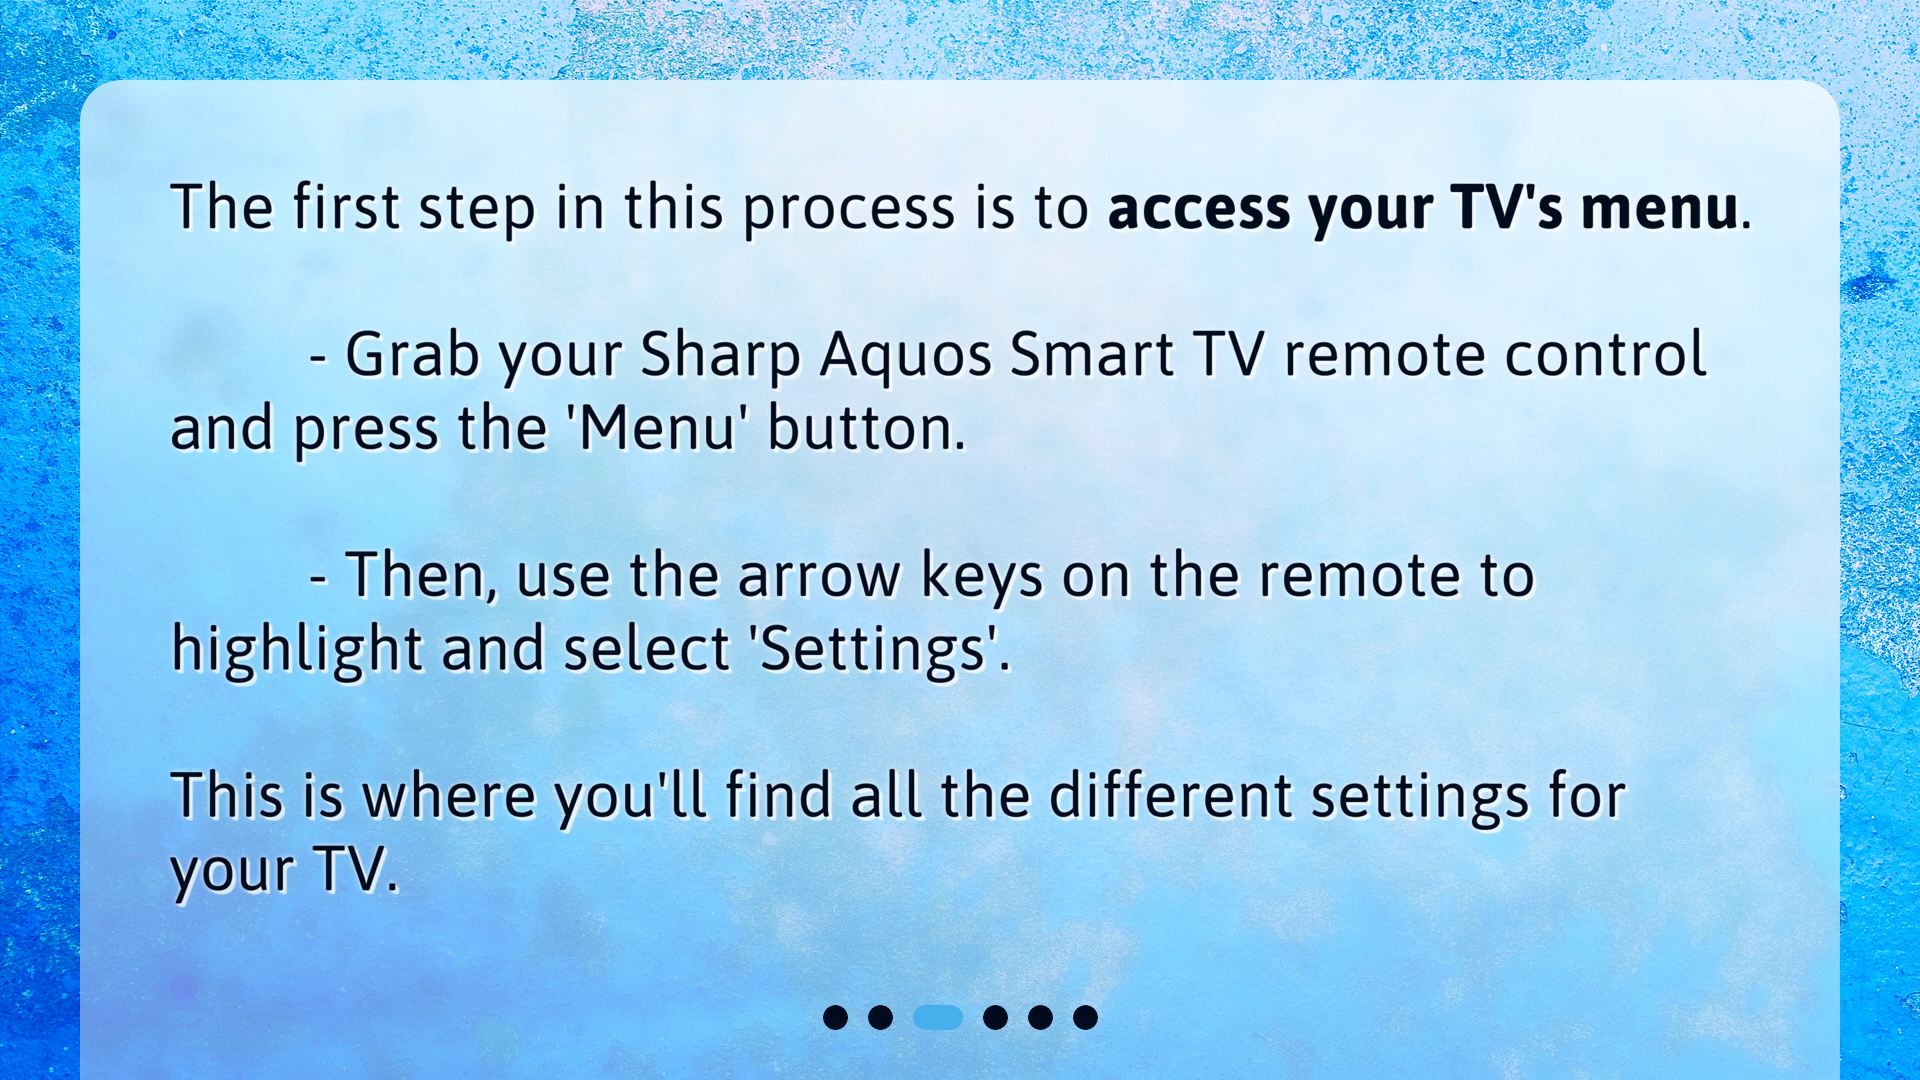 The first step in this process is to access your TV's menu.
- Grab your Sharp Aquos Smart TV remote control
and press the 'Menu' button.
- Then, use the arrow keys on the remote to
highlight and select 'Settings'.
This is where you'll find all the different settings for
your TV.